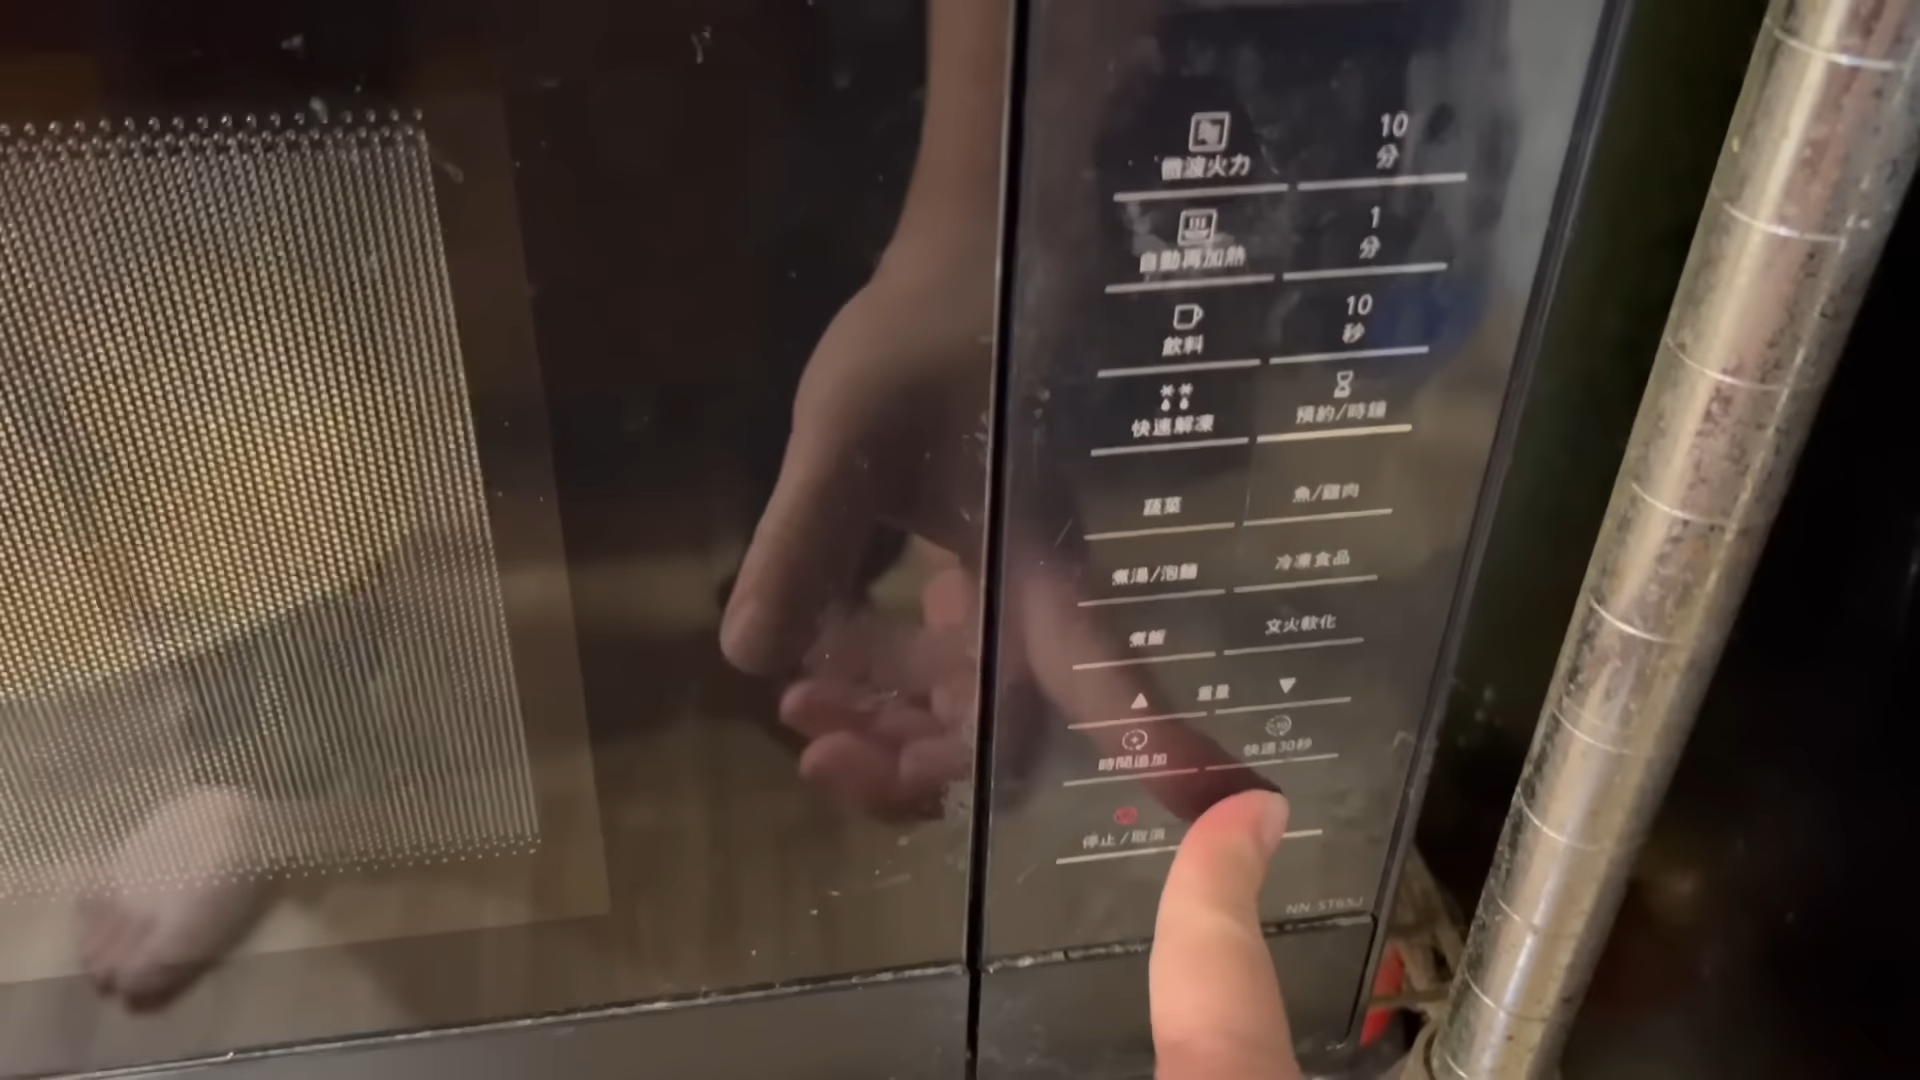 微波火力
10
分
自動再加熱
1
分
飲料
10
秒
快速解凍
預約/時鐘
蔬菜
魚/雞肉
煮湯/泡麵
冷凍食品
煮飯
文火軟化
▲ 重量 ▼
時間追加
快速30秒
停止/取消
NN-ST65J